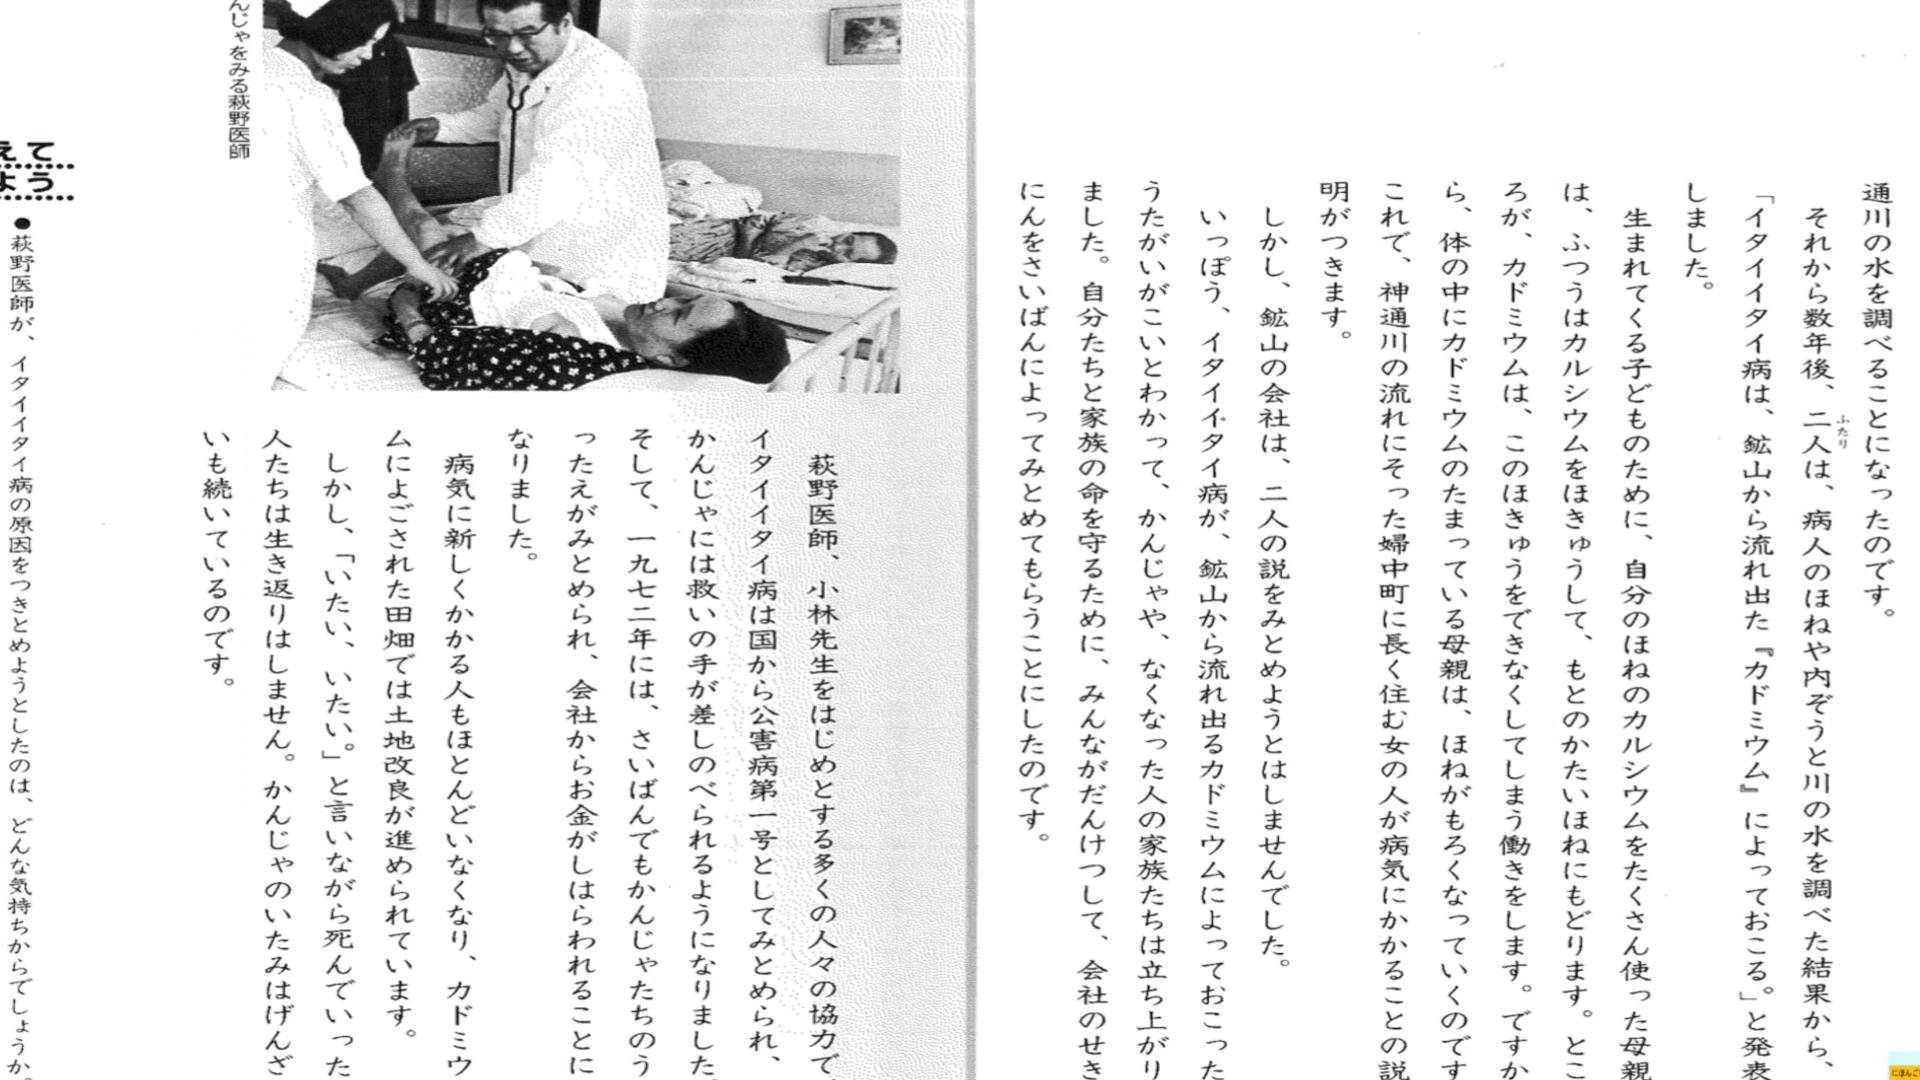 通川の水を調べることになったのです。
それから数年後、二人は、病人のほねや内ぞうと川の水を調べた結果から、
ふたり
「イタイイタイ病は、鉱山から流れ出た『カドミウム』によっておこる。」と発表
しました。
生まれてくる子どものために、自分のほねのカルシウムをたくさん使った母親
は、ふつうはカルシウムをほきゅうして、もとのかたいほねにもどります。とこ
ろが、カドミウムは、このほきゅうをできなくしてしまう働きをします。ですか
ら、体の中にカドミウムのたまっている母親は、ほねがもろくなっていくのです
これで、神通川の流れにそった婦中町に長く住む女の人が病気にかかることの説
明がつきます。
しかし、鉱山の会社は、二人の説をみとめようとはしませんでした。
いっぽう、イタイイタイ病が、鉱山から流れ出るカドミウムによっておこった
うたがいがこいとわかって、かんじゃや、なくなった人の家族たちは立ち上がり
ました。自分たちと家族の命を守るために、みんながだんけつして、会社のせき
にんをさいばんによってみとめてもらうことにしたのです。
んじゃをみる萩野医師
萩野医師、小林先生をはじめとする多くの人々の協力で、
イタイイタイ病は国から公害病第一号としてみとめられ、
かんじゃには救いの手が差しのべられるようになりました。
そして、一九七二年には、さいばんでもかんじゃたちのう
ったえがみとめられ、会社からお金がしはらわれることに
なりました。
病気に新しくかかる人もほとんどいなくなり、カドミウ
ムによごされた田畑では土地改良が進められています。
しかし、「いたい、いたい。」と言いながら死んでいった
人たちは生き返りはしません。かんじゃのいたみはげんざ
いも続いているのです。
えて
よう
●萩野医師が、イタイイタイ病の原因をつきとめようとしたのは、どんな気持ちからでしょうか。
にほんご